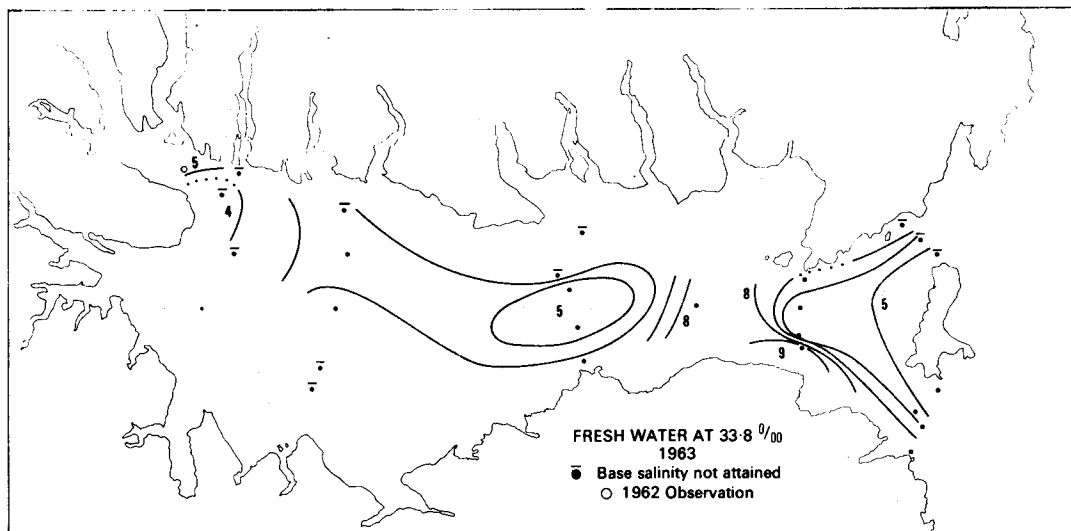 5
4
5
8
8
9
5
FRESH WATER AT 33·8 ⁰/₀₀
1963
Base salinity not attained
1962 Observation